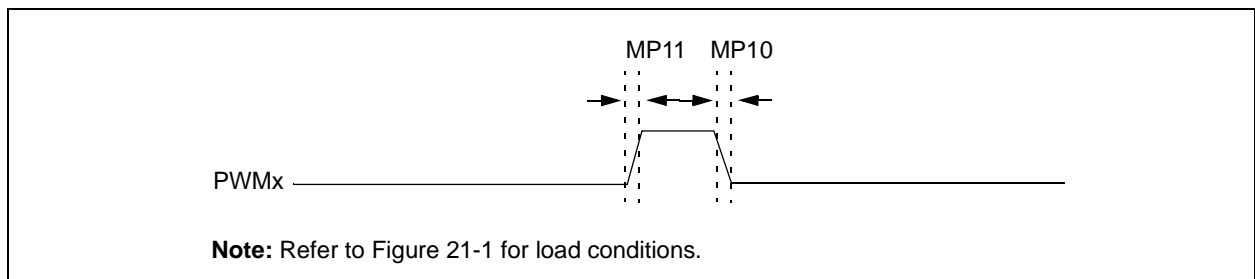 MP11 MP10
PWMx
Note: Refer to Figure 21-1 for load conditions.